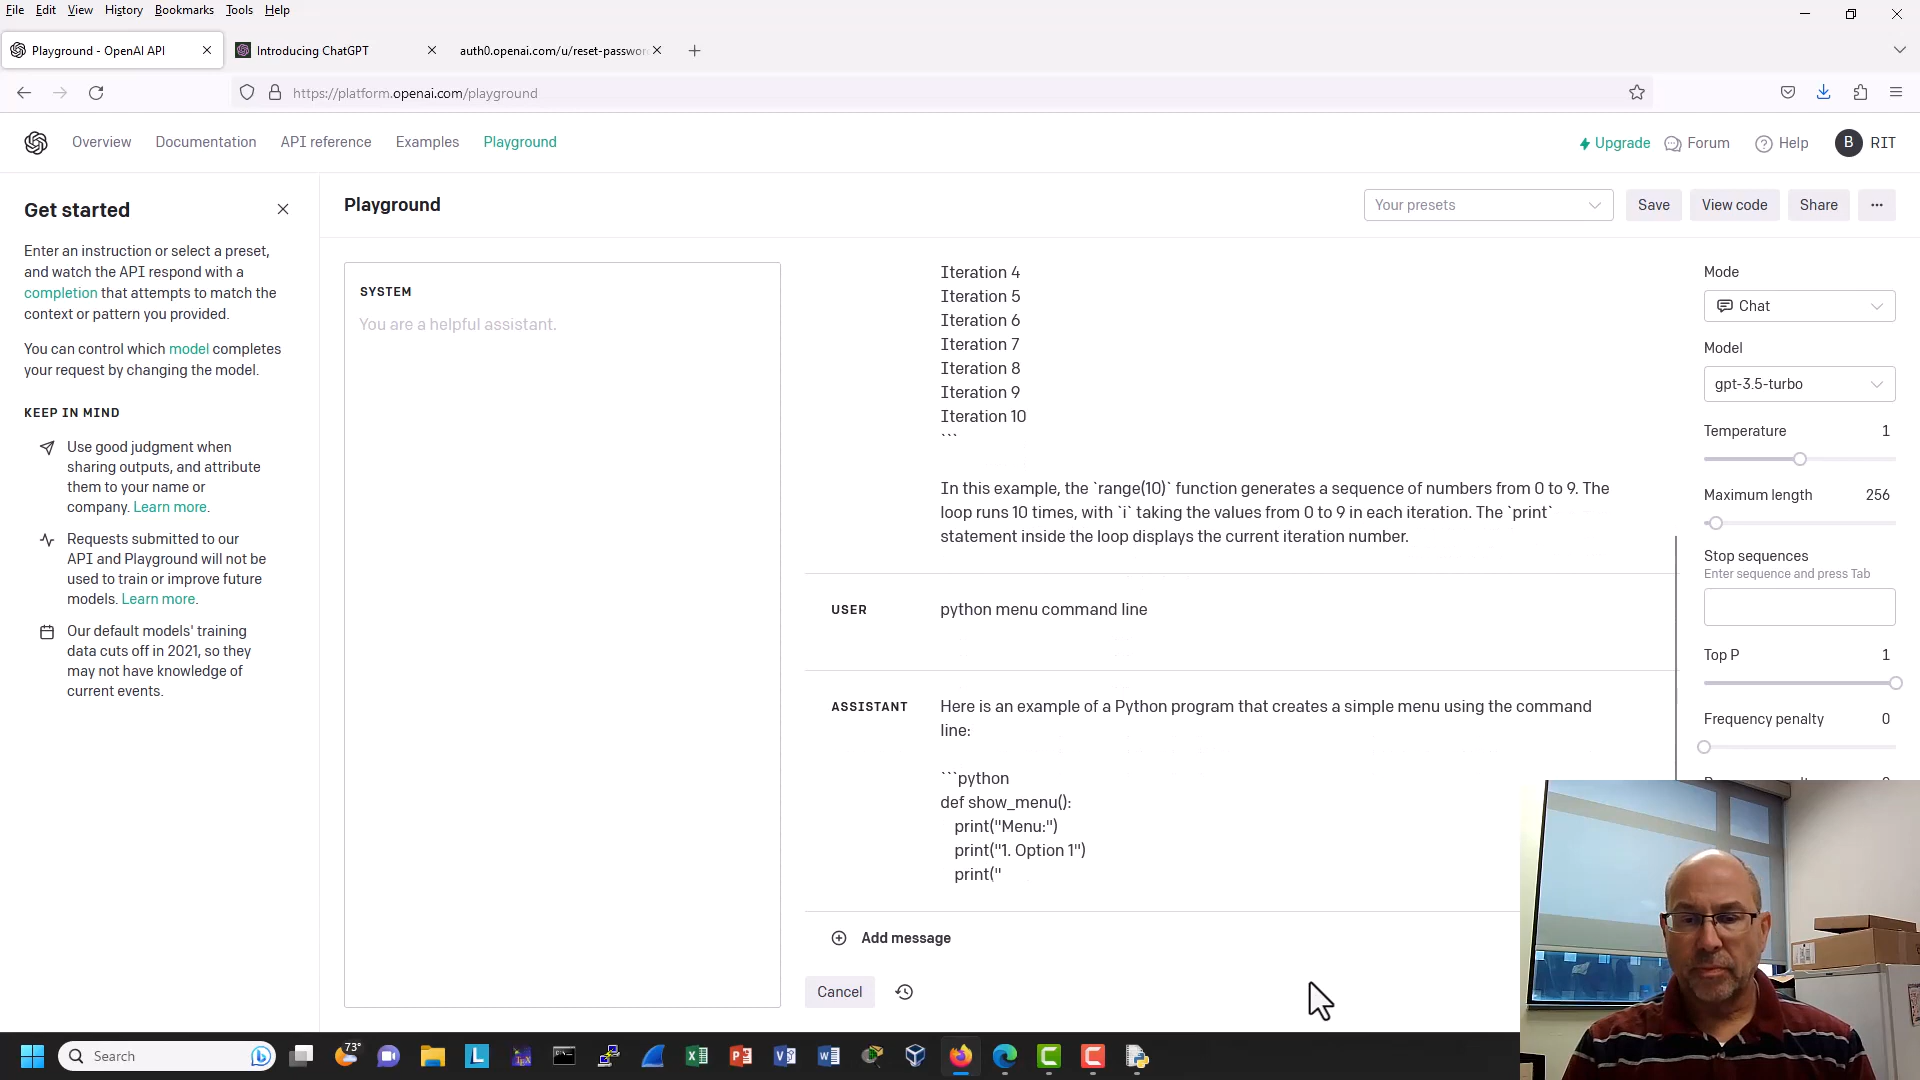 File Edit View History Bookmarks Tools Help
Playground - OpenAI API
Introducing ChatGPT
auth0.openai.com/u/reset-passwor
https://platform.openai.com/playground
Overview Documentation API reference Examples Playground
Upgrade Forum Help B RIT
Get started
Enter an instruction or select a preset,
and watch the API respond with a
completion that attempts to match the
context or pattern you provided.
You can control which model completes
your request by changing the model.
KEEP IN MIND
Use good judgment when
sharing outputs, and attribute
them to your name or
company. Learn more.
Requests submitted to our
API and Playground will not be
used to train or improve future
models. Learn more.
Our default models' training
data cuts off in 2021, so they
may not have knowledge of
current events.
Playground
Your presets
Save View code Share ...
SYSTEM
You are a helpful assistant.
Iteration 4
Iteration 5
Iteration 6
Iteration 7
Iteration 8
Iteration 9
Iteration 10
```
In this example, the `range(10)` function generates a sequence of numbers from 0 to 9. The
loop runs 10 times, with `i` taking the values from 0 to 9 in each iteration. The `print`
statement inside the loop displays the current iteration number.
USER python menu command line
ASSISTANT Here is an example of a Python program that creates a simple menu using the command
line:
```python
def show_menu():
print("Menu:")
print("1. Option 1")
print("
Add message
Cancel
Mode
Chat
Model
gpt-3.5-turbo
Temperature 1
Maximum length 256
Stop sequences
Enter sequence and press Tab
Top P 1
Frequency penalty 0
Search
73°